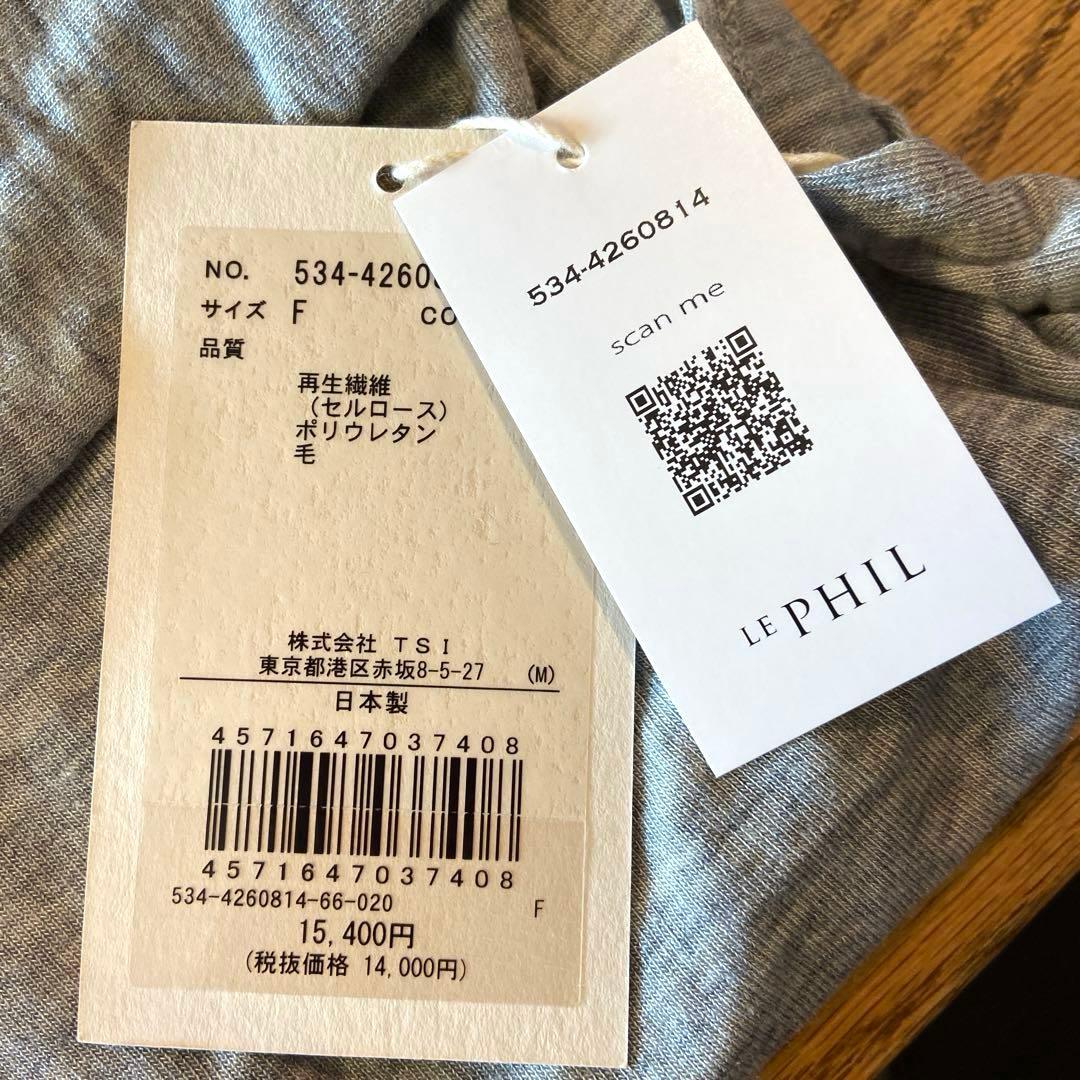 NO. 534-4260
サイズ F CO
品質
再生繊維
(セルロース)
ポリウレタン
毛
株式会社 TSI
東京都港区赤坂8-5-27 (M)
日本製
4571647037408
4571647037408
534-4260814-66-020 F
15,400円
(税抜価格 14,000円)
534-4260814
scan me
LE PHIL